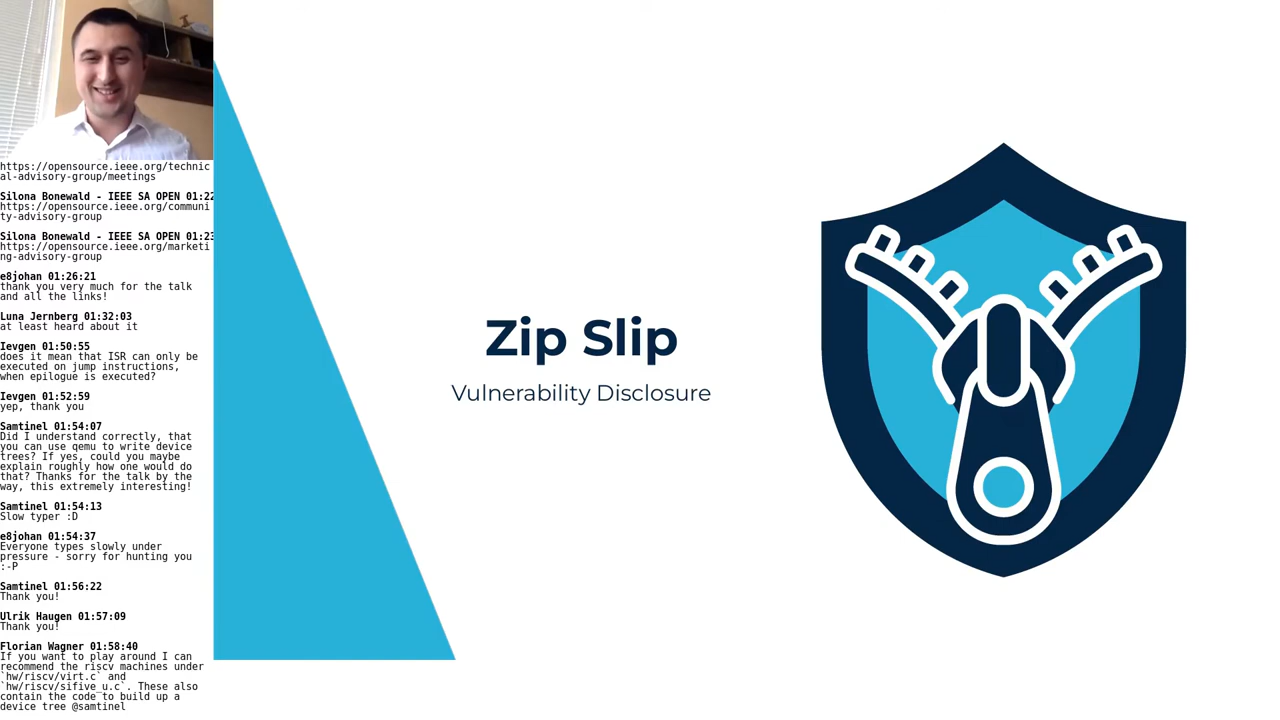 https://opensource.ieee.org/technic
al-advisory-group/meetings
Silona Bonewald - IEEE SA OPEN 01:22
https://opensource.ieee.org/communi
ty-advisory-group
Silona Bonewald - IEEE SA OPEN 01:23
https://opensource.ieee.org/marketi
ng-advisory-group
e8johan 01:26:21
thank you very much for the talk
and all the links!
Luna Jernberg 01:32:03
at least heard about it
Ievgen 01:50:55
does it mean that ISR can only be
executed on jump instructions,
when epilogue is executed?
Ievgen 01:52:59
yep, thank you
Samtinel 01:54:07
Did I understand correctly, that
you can use qemu to write device
trees? If yes, could you maybe
explain roughly how one would do
that? Thanks for the talk by the
way, this extremely interesting!
Samtinel 01:54:13
Slow typer :D
e8johan 01:54:37
Everyone types slowly under
pressure - sorry for hunting you
:-P
Samtinel 01:56:22
Thank you!
Ulrik Haugen 01:57:09
Thank you!
Florian Wagner 01:58:40
If you want to play around I can
recommend the riscv machines under
`hw/riscv/virt.c` and
`hw/riscv/sifive_u.c`. These also
contain the code to build up a
device tree @samtinel
Zip Slip
Vulnerability Disclosure